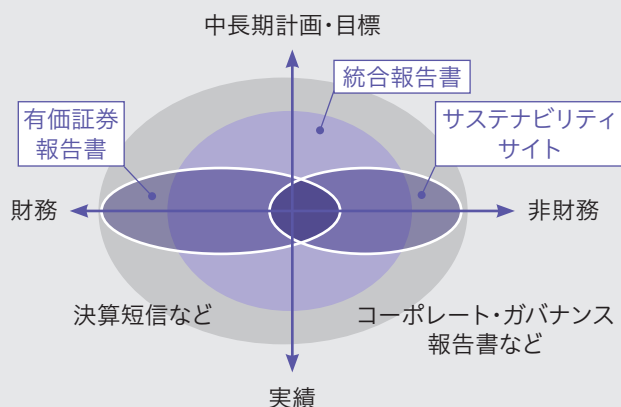 中長期計画・目標
統合報告書
有価証券
報告書
サステナビリティ
サイト
財務
非財務
決算短信など
コーポレート・ガバナンス
報告書など
実績